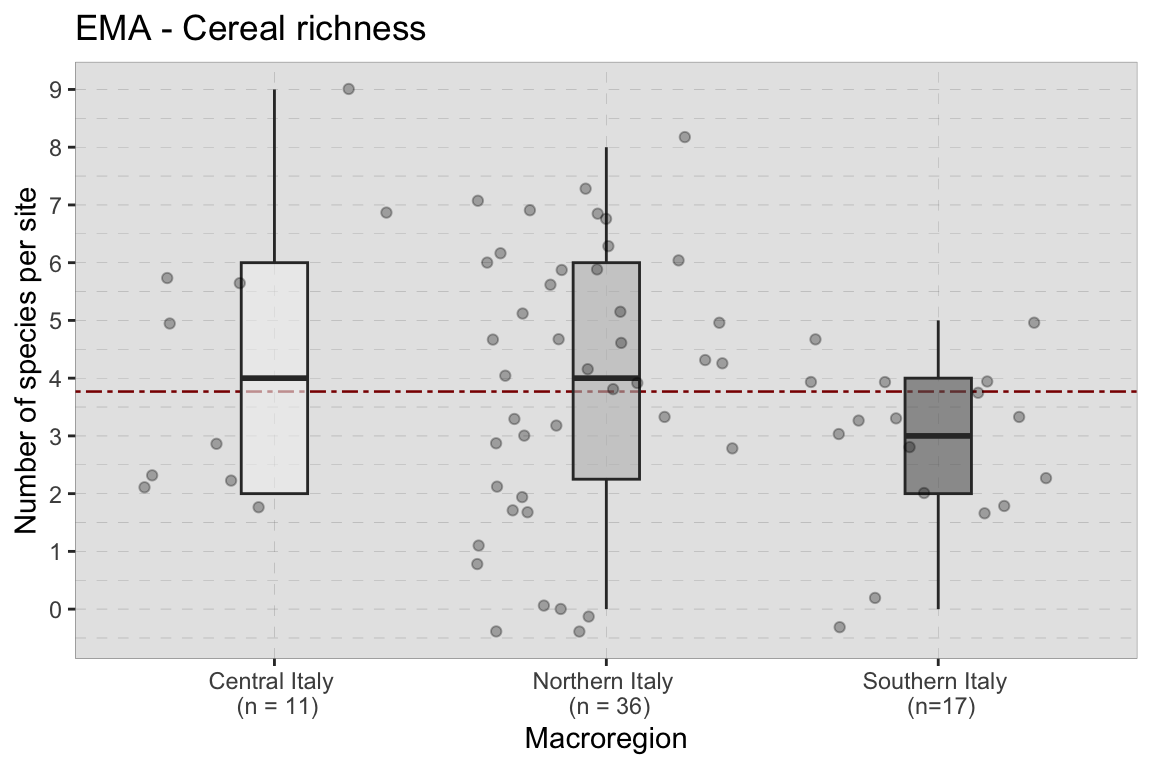 EMA - Cereal richness
Number of species per site
9
8
7
6
5
4
3
2
1
0
Central Italy
(n = 11)
Northern Italy
(n = 36)
Southern Italy
(n=17)
Macroregion